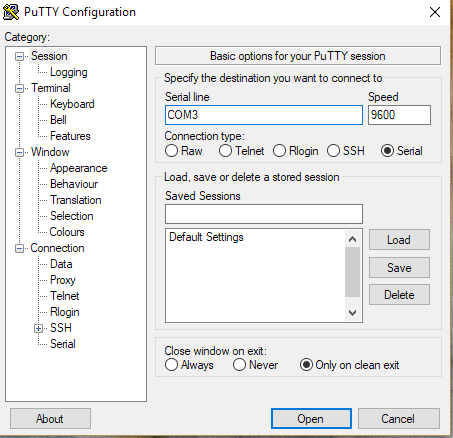 PuTTY Configuration
Category:
Session
Logging
Terminal
Keyboard
Bell
Features
Window
Appearance
Behaviour
Translation
Selection
Colours
Connection
Data
Proxy
Telnet
Rlogin
SSH
Serial
Basic options for your PuTTY session
Specify the destination you want to connect to
Serial line Speed
COM3 9600
Connection type:
Raw Telnet Rlogin SSH Serial
Load, save or delete a stored session
Saved Sessions
Default Settings
Load
Save
Delete
Close window on exit:
Always Never Only on clean exit
About Open Cancel